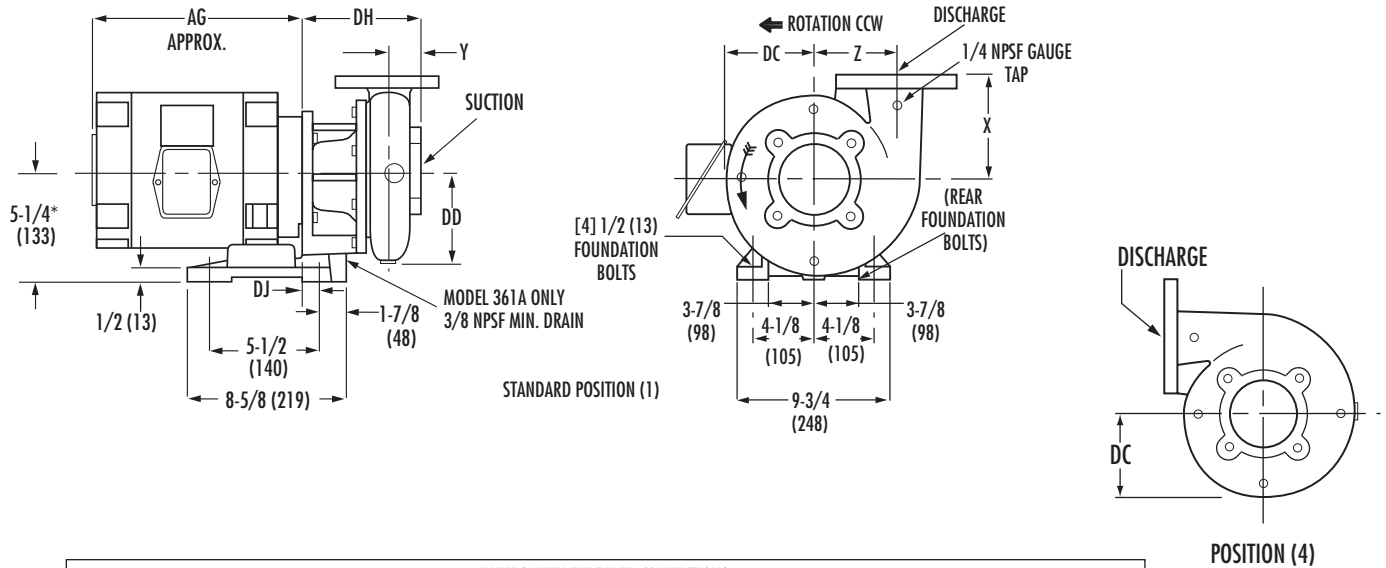 AG
APPROX.
DH
Y
SUCTION
5-1/4*
(133)
DD
1/2 (13)
DJ
5-1/2
(140)
8-5/8 (219)
1-7/8
(48)
MODEL 361A ONLY
3/8 NPSF MIN. DRAIN
ROTATION CCW
DC
Z
DISCHARGE
1/4 NPSF GAUGE
TAP
X
[4] 1/2 (13)
FOUNDATION
BOLTS
(REAR
FOUNDATION
BOLTS)
3-7/8
(98)
4-1/8
(105)
4-1/8
(105)
3-7/8
(98)
9-3/4
(248)
STANDARD POSITION (1)
DISCHARGE
DC
POSITION (4)